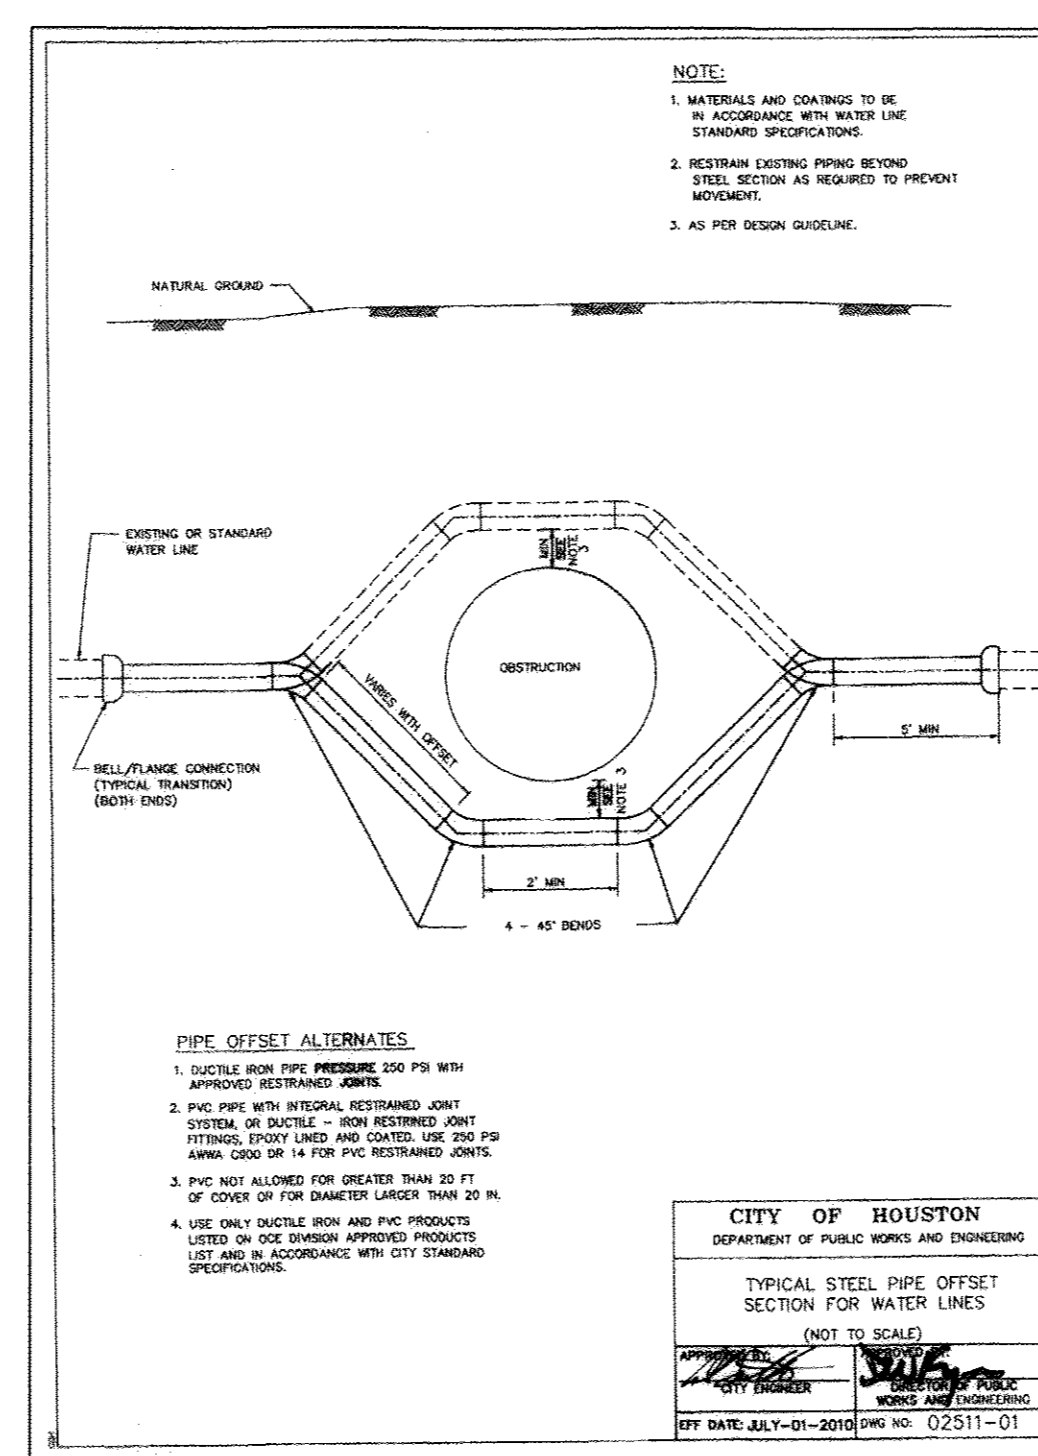 NOTE:
1. MATERIALS AND COATINGS TO BE
IN ACCORDANCE WITH WATER LINE
STANDARD SPECIFICATIONS.
2. RESTRAIN EXISTING PIPING BEYOND
STEEL SECTION AS REQUIRED TO PREVENT
MOVEMENT.
3. AS PER DESIGN GUIDELINE.
NATURAL GROUND
EXISTING OR STANDARD
WATER LINE
MIN
SEE
NOTE 3
OBSTRUCTION
VARIES WITH OFFSET
5' MIN
BELL/FLANGE CONNECTION
(TYPICAL TRANSITION)
(BOTH ENDS)
MIN
SEE
NOTE 3
2' MIN
4 - 45° BENDS
PIPE OFFSET ALTERNATES
1. DUCTILE IRON PIPE PRESSURE 250 PSI WITH
APPROVED RESTRAINED JOINTS.
2. PVC PIPE WITH INTEGRAL RESTRAINED JOINT
SYSTEM, OR DUCTILE - IRON RESTRINED JOINT
FITTINGS, EPOXY LINED AND COATED. USE 250 PSI
AWWA C900 DR 14 FOR PVC RESTRAINED JOINTS.
3. PVC NOT ALLOWED FOR GREATER THAN 20 FT
OF COVER OR FOR DIAMETER LARGER THAN 20 IN.
4. USE ONLY DUCTILE IRON AND PVC PRODUCTS
LISTED ON OCE DIVISION APPROVED PRODUCTS
LIST AND IN ACCORDANCE WITH CITY STANDARD
SPECIFICATIONS.
CITY OF HOUSTON
DEPARTMENT OF PUBLIC WORKS AND ENGINEERING
TYPICAL STEEL PIPE OFFSET
SECTION FOR WATER LINES
(NOT TO SCALE)
APPROVED BY:
CITY ENGINEER
APPROVED BY:
DIRECTOR OF PUBLIC
WORKS AND ENGINEERING
EFF DATE: JULY-01-2010
DWG NO: 02511-01